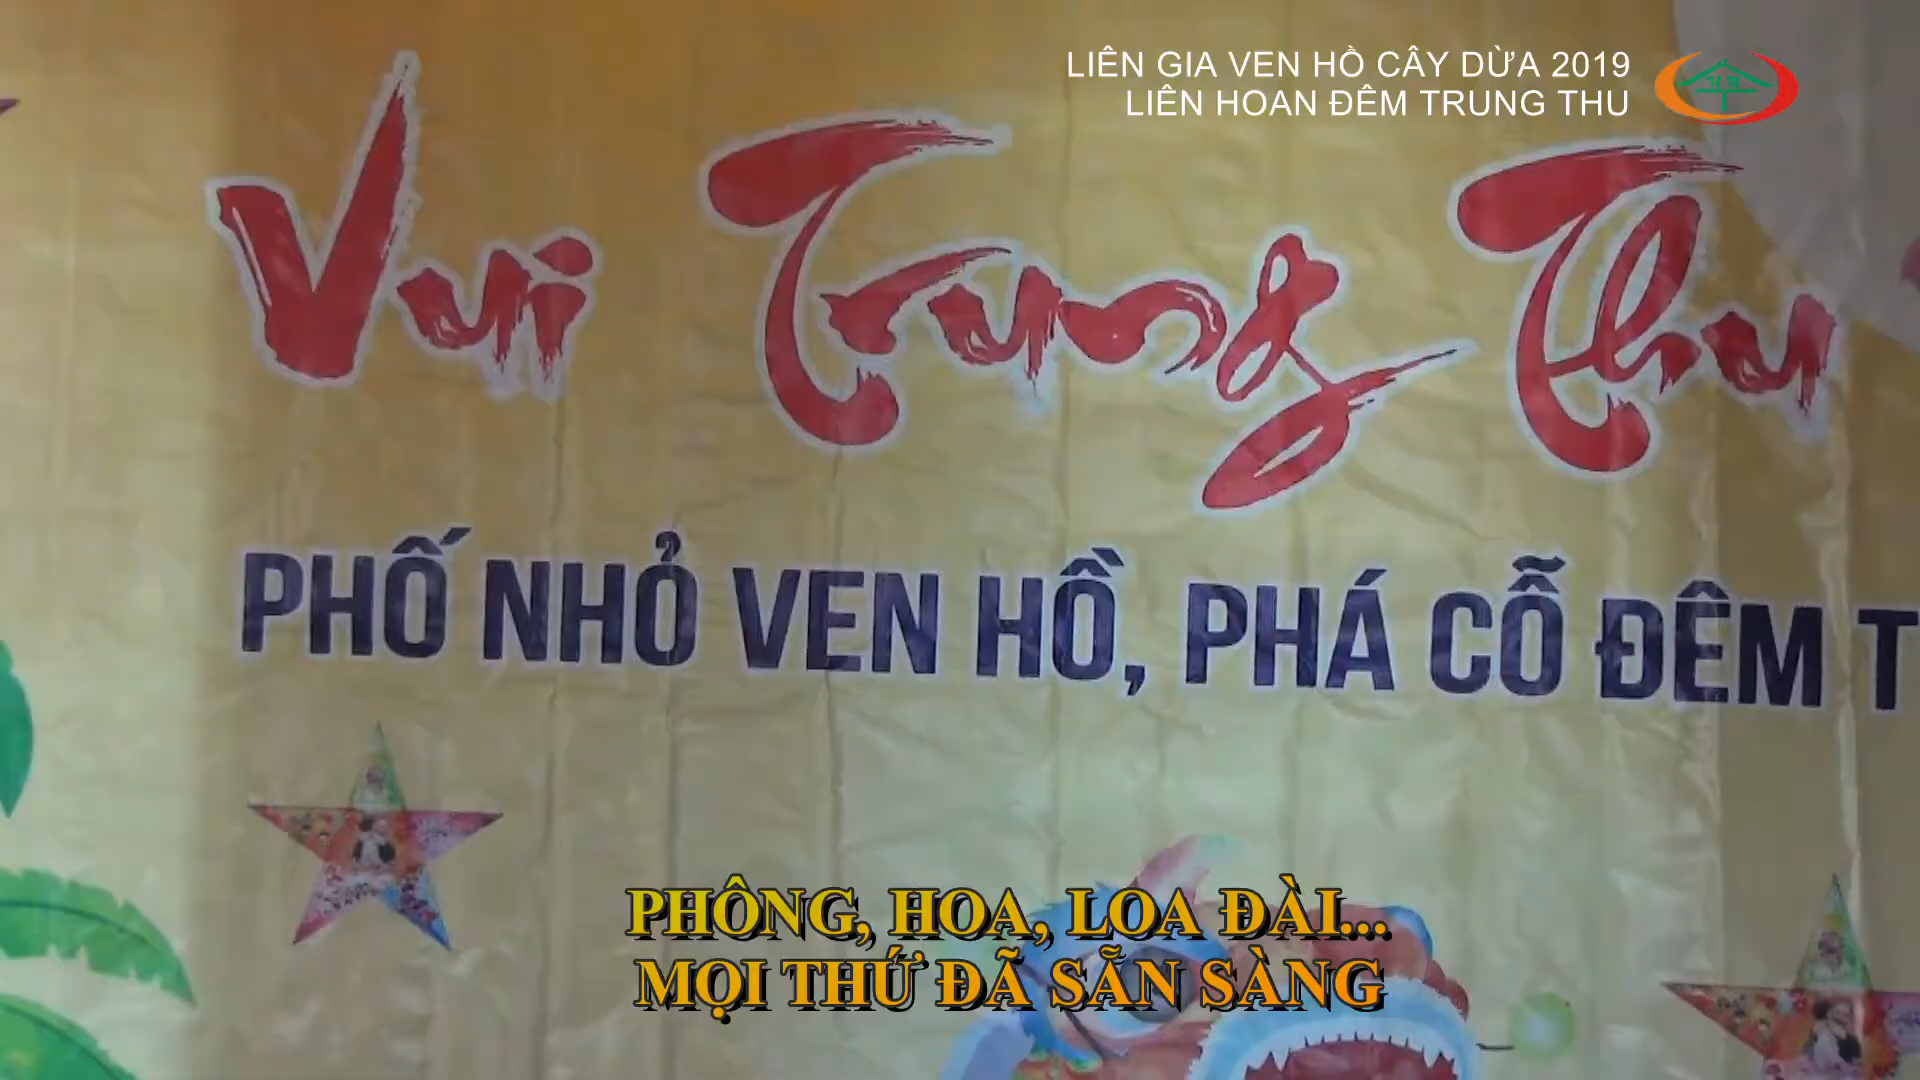 LIÊN GIA VEN HỒ CÂY DỪA 2019
LIÊN HOAN ĐÊM TRUNG THU
Vui Trung Thu
PHỐ NHỎ VEN HỒ, PHÁ CỖ ĐÊM T
PHÔNG, HOA, LOA ĐÀI...
MỌI THỨ ĐÃ SẴN SÀNG